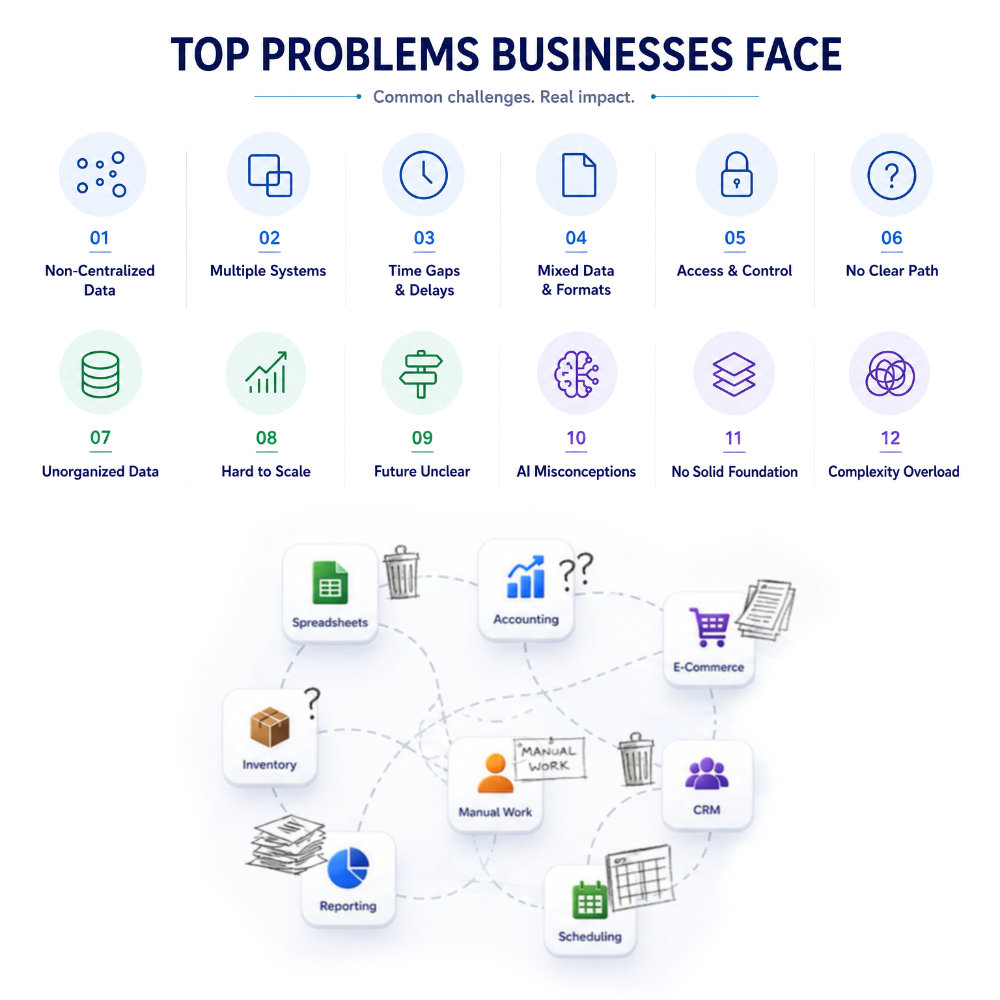 TOP PROBLEMS BUSINESSES FACE
Common challenges. Real impact.
01
Non-Centralized
Data
02
Multiple Systems
03
Time Gaps
& Delays
04
Mixed Data
& Formats
05
Access & Control
06
No Clear Path
?
07
Unorganized Data
08
Hard to Scale
09
Future Unclear
10
AI Misconceptions
11
No Solid Foundation
12
Complexity Overload
Spreadsheets
Accounting
??
E-Commerce
Inventory
?
MANUAL
WORK
Manual Work
CRM
Reporting
Scheduling